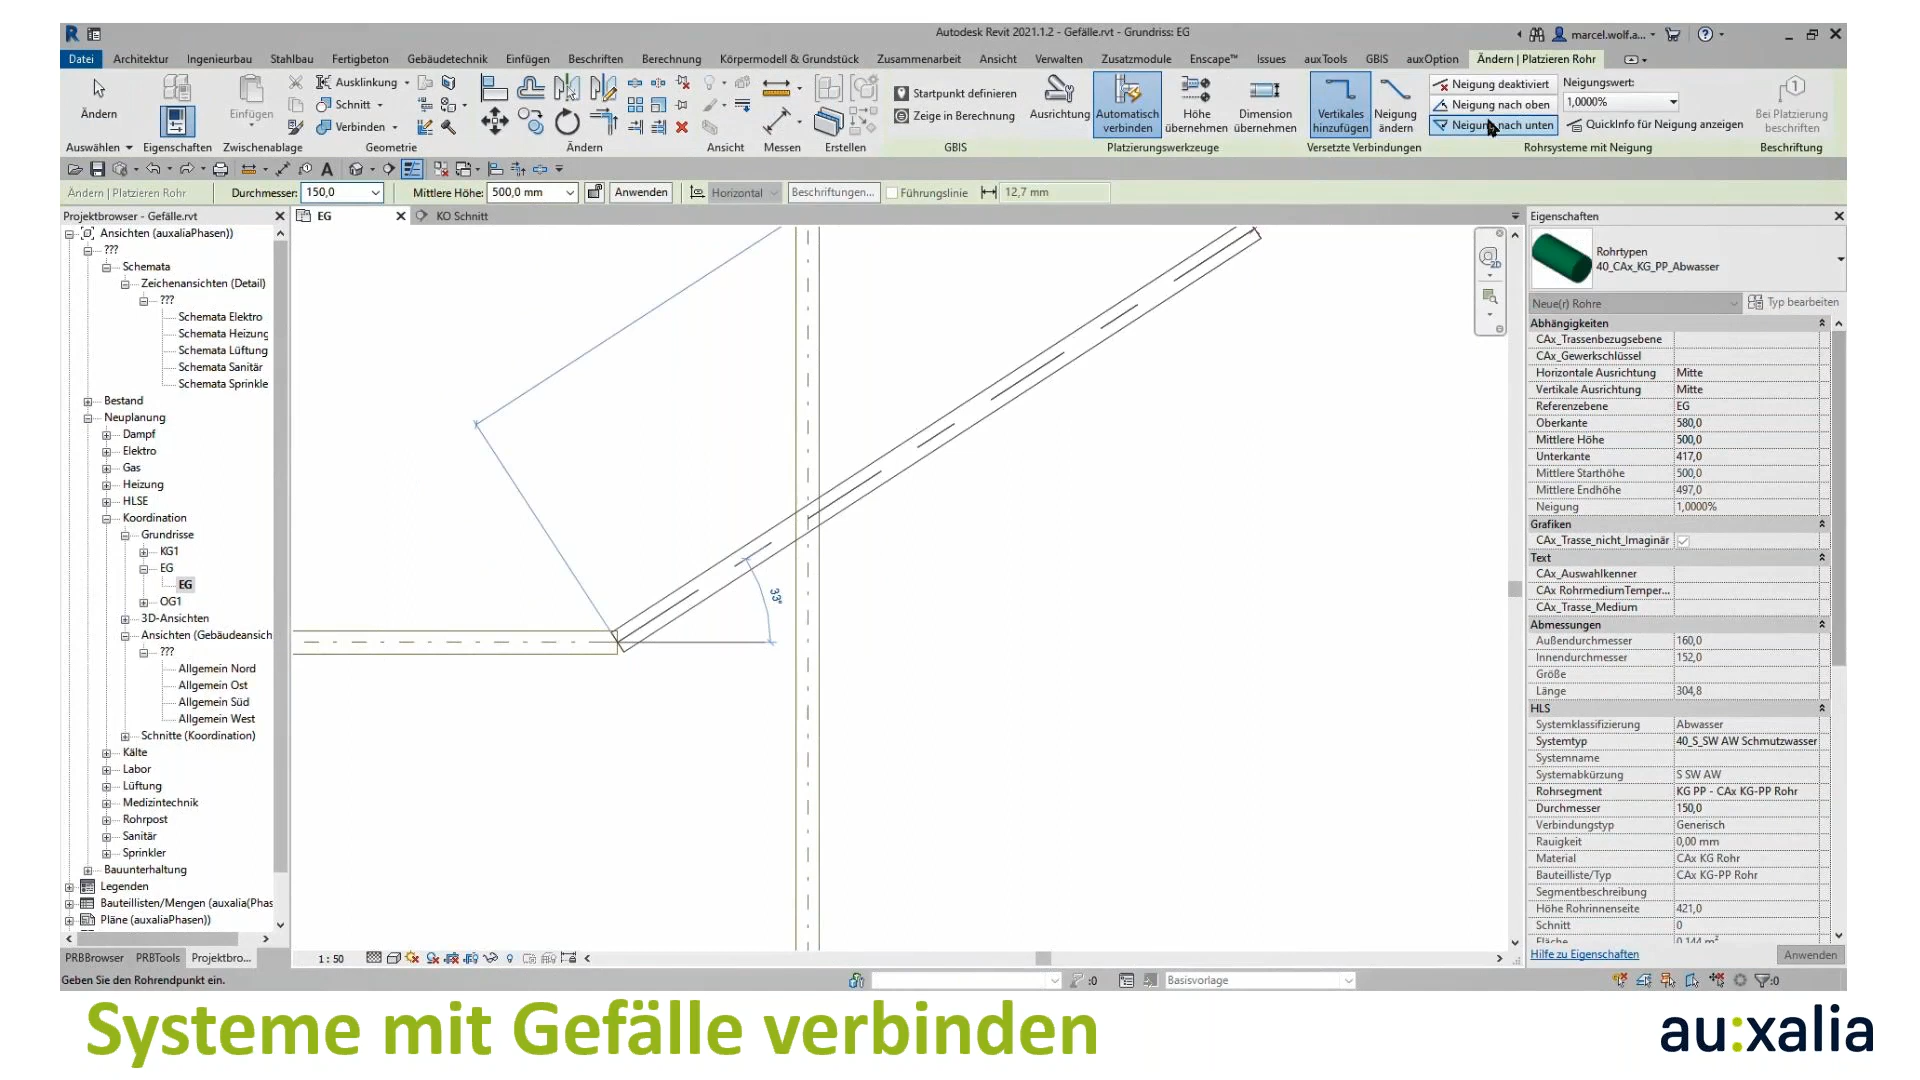 Autodesk Revit 2021.1.2 - Gefälle.rvt - Grundriss: EG
marcel.wolf.a...
Datei Architektur Ingenieurbau Stahlbau Fertigbeton Gebäudetechnik Einfügen Beschriften Berechnung Körpermodell & Grundstück Zusammenarbeit Ansicht Verwalten Zusatzmodule Enscape™ Issues auxTools GBIS auxOption Ändern | Platzieren Rohr
Ändern
Einfügen
Ausklinkung
Schnitt
Verbinden
Startpunkt definieren
Zeige in Berechnung
Ausrichtung
Automatisch verbinden
Höhe übernehmen
Dimension übernehmen
Vertikales hinzufügen
Neigung ändern
Neigung deaktiviert
Neigung nach oben
Neigung nach unten
Neigungswert:
1,0000%
QuickInfo für Neigung anzeigen
Bei Platzierung beschriften
Auswählen Eigenschaften Zwischenablage Geometrie Ändern Ansicht Messen Erstellen GBIS Platzierungswerkzeuge Versetzte Verbindungen Rohrsysteme mit Neigung Beschriftung
Ändern | Platzieren Rohr Durchmesser: 150,0 Mittlere Höhe: 500,0 mm Anwenden Horizontal Beschriftungen... Führungslinie 12,7 mm
Projektbrowser - Gefälle.rvt
EG
KO Schnitt
Ansichten (auxaliaPhasen))
???
Schemata
Zeichenansichten (Detail)
???
Schemata Elektro
Schemata Heizung
Schemata Lüftung
Schemata Sanitär
Schemata Sprinkle
Bestand
Neuplanung
Dampf
Elektro
Gas
Heizung
HLSE
Koordination
Grundrisse
KG1
EG
EG
OG1
3D-Ansichten
Ansichten (Gebäudeansich
???
Allgemein Nord
Allgemein Ost
Allgemein Süd
Allgemein West
Schnitte (Koordination)
Kälte
Labor
Lüftung
Medizintechnik
Rohrpost
Sanitär
Sprinkler
Bauunterhaltung
Legenden
Bauteillisten/Mengen (auxalia(Phas
Pläne (auxaliaPhasen))
PRBBrowser PRBTools Projektbro...
33°
2D
1 : 50
Eigenschaften
Rohrtypen
40_CAx_KG_PP_Abwasser
Neue(r) Rohre Typ bearbeiten
Abhängigkeiten
CAx_Trassenbezugsebene
CAx_Gewerkschlüssel
Horizontale Ausrichtung Mitte
Vertikale Ausrichtung Mitte
Referenzebene EG
Oberkante 580,0
Mittlere Höhe 500,0
Unterkante 417,0
Mittlere Starthöhe 500,0
Mittlere Endhöhe 497,0
Neigung 1,0000%
Grafiken
CAx_Trasse_nicht_Imaginär
Text
CAx_Auswahlkenner
CAx RohrmediumTemper...
CAx_Trasse_Medium
Abmessungen
Außendurchmesser 160,0
Innendurchmesser 152,0
Größe
Länge 304,8
HLS
Systemklassifizierung Abwasser
Systemtyp 40_S_SW AW Schmutzwasser
Systemname
Systemabkürzung S SW AW
Rohrsegment KG PP - CAx KG-PP Rohr
Durchmesser 150,0
Verbindungstyp Generisch
Rauigkeit 0,00 mm
Material CAx KG Rohr
Bauteilliste/Typ CAx KG-PP Rohr
Segmentbeschreibung
Höhe Rohrinnenseite 421,0
Schnitt 0
Fläche 0,144 m²
Hilfe zu Eigenschaften Anwenden
Geben Sie den Rohrendpunkt ein. :0 Basisvorlage :0
Systeme mit Gefälle verbinden
au:xalia